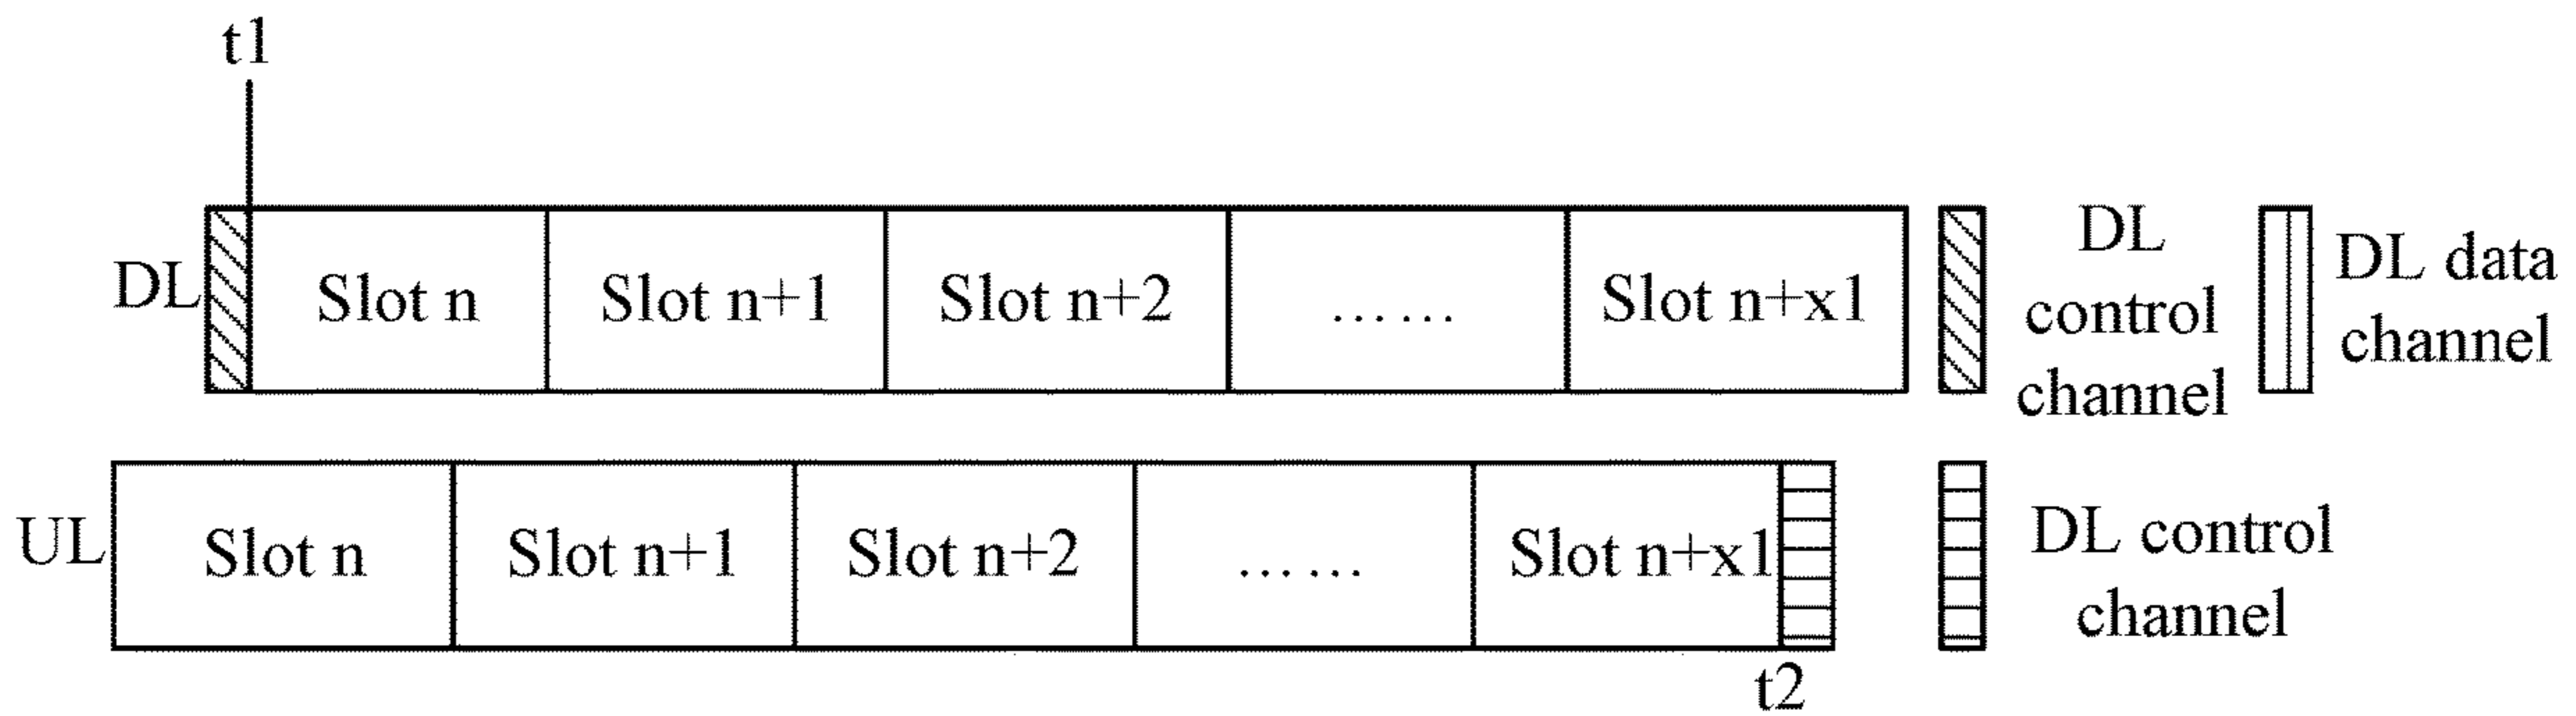 t1
DL
Slot n
Slot n+1
Slot n+2
……
Slot n+x1
DL
control
channel
DL data
channel
UL
Slot n
Slot n+1
Slot n+2
……
Slot n+x1
DL control
channel
t2